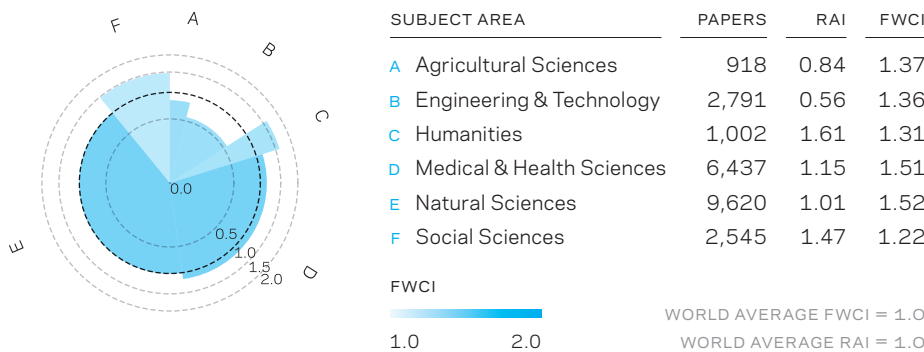 F
A
B
C
D
E
0.0
0.5
1.0
1.5
2.0
SUBJECT AREA PAPERS RAI FWCI
A Agricultural Sciences 918 0.84 1.37
B Engineering & Technology 2,791 0.56 1.36
C Humanities 1,002 1.61 1.31
D Medical & Health Sciences 6,437 1.15 1.51
E Natural Sciences 9,620 1.01 1.52
F Social Sciences 2,545 1.47 1.22
FWCI
1.0 2.0
WORLD AVERAGE FWCI = 1.0
WORLD AVERAGE RAI = 1.0